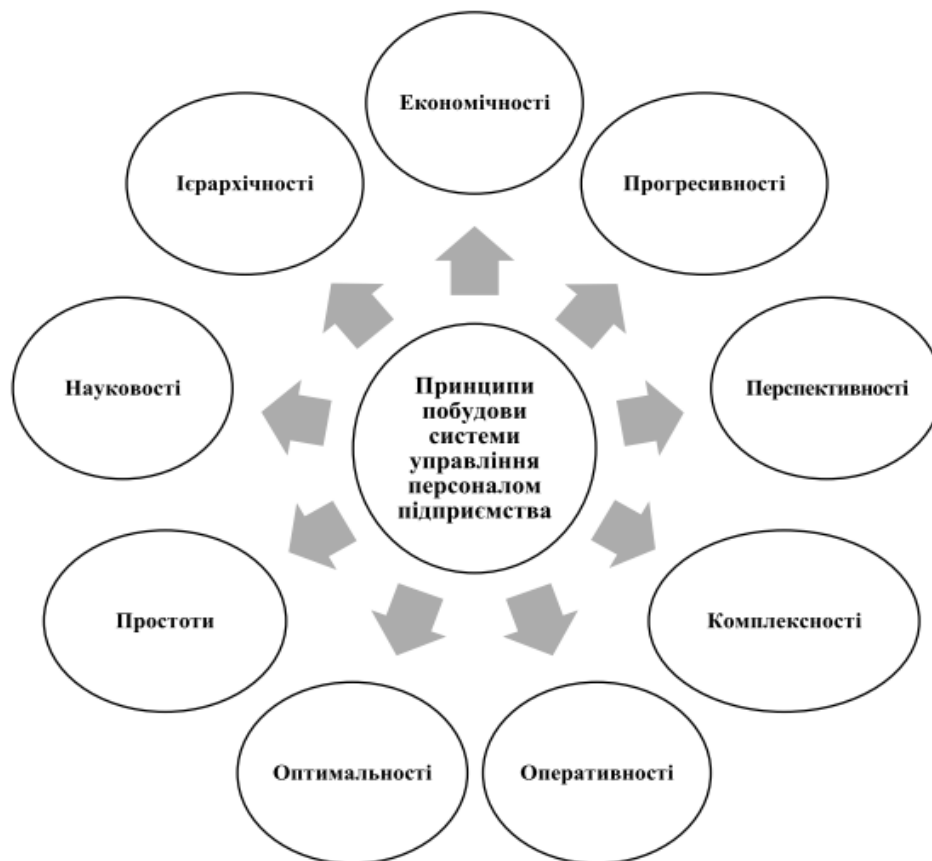 Економічності
Прогресивності
Перспективності
Комплексності
Оперативності
Оптимальності
Простоти
Науковості
Ієрархічності
Принципи
побудови
системи
управління
персоналом
підприємства